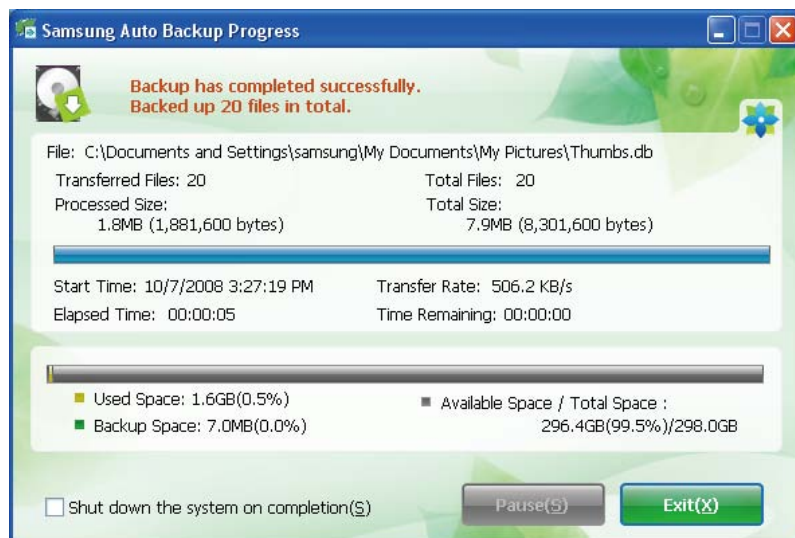 Samsung Auto Backup Progress
Backup has completed successfully.
Backed up 20 files in total.
File: C:\Documents and Settings\samsung\My Documents\My Pictures\Thumbs.db
Transferred Files: 20
Total Files: 20
Processed Size:
1.8MB (1,881,600 bytes)
Total Size:
7.9MB (8,301,600 bytes)
Start Time: 10/7/2008 3:27:19 PM
Transfer Rate: 506.2 KB/s
Elapsed Time: 00:00:05
Time Remaining: 00:00:00
Used Space: 1.6GB(0.5%)
Backup Space: 7.0MB(0.0%)
Available Space / Total Space :
296.4GB(99.5%)/298.0GB
Shut down the system on completion(S)
Pause(S)
Exit(X)